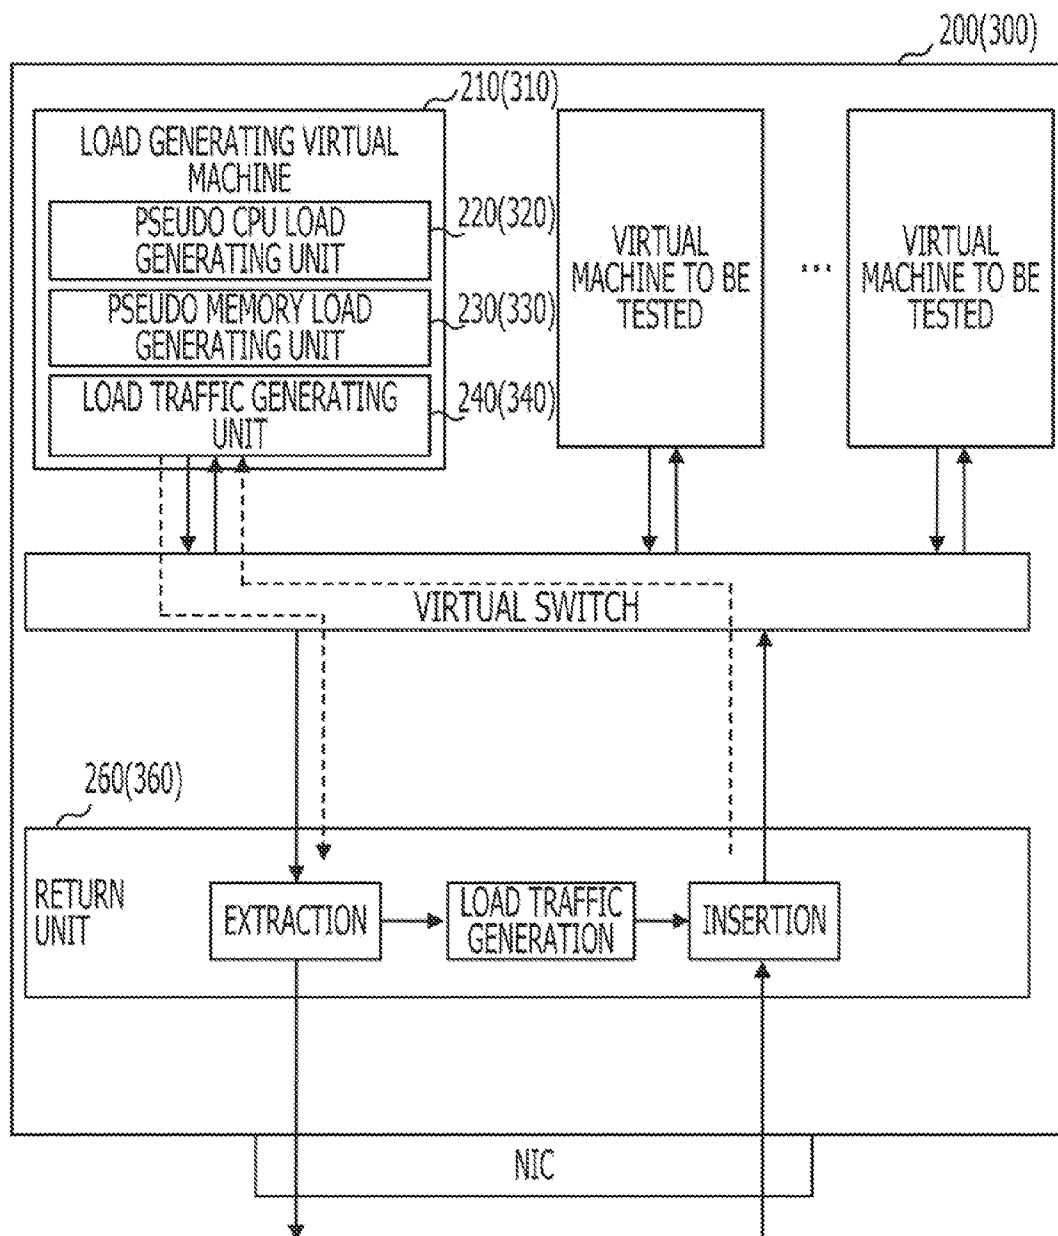 200(300)
210(310)
LOAD GENERATING VIRTUAL
MACHINE
PSEUDO CPU LOAD
GENERATING UNIT
220(320)
PSEUDO MEMORY LOAD
GENERATING UNIT
230(330)
LOAD TRAFFIC GENERATING
UNIT
240(340)
VIRTUAL
MACHINE TO BE
TESTED
...
VIRTUAL
MACHINE TO BE
TESTED
VIRTUAL SWITCH
260(360)
RETURN
UNIT
EXTRACTION
LOAD TRAFFIC
GENERATION
INSERTION
NIC